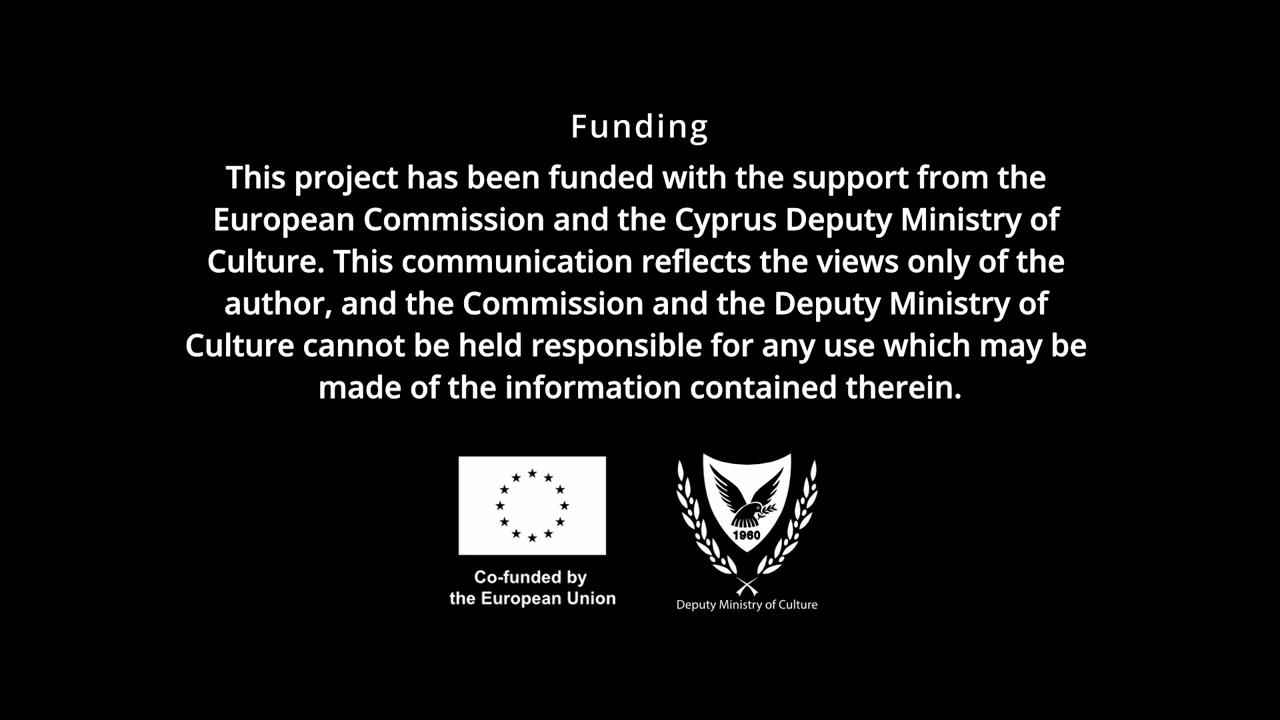 Funding
This project has been funded with the support from the
European Commission and the Cyprus Deputy Ministry of
Culture. This communication reflects the views only of the
author, and the Commission and the Deputy Ministry of
Culture cannot be held responsible for any use which may be
made of the information contained therein.
1960
Co-funded by
the European Union
Deputy Ministry of Culture